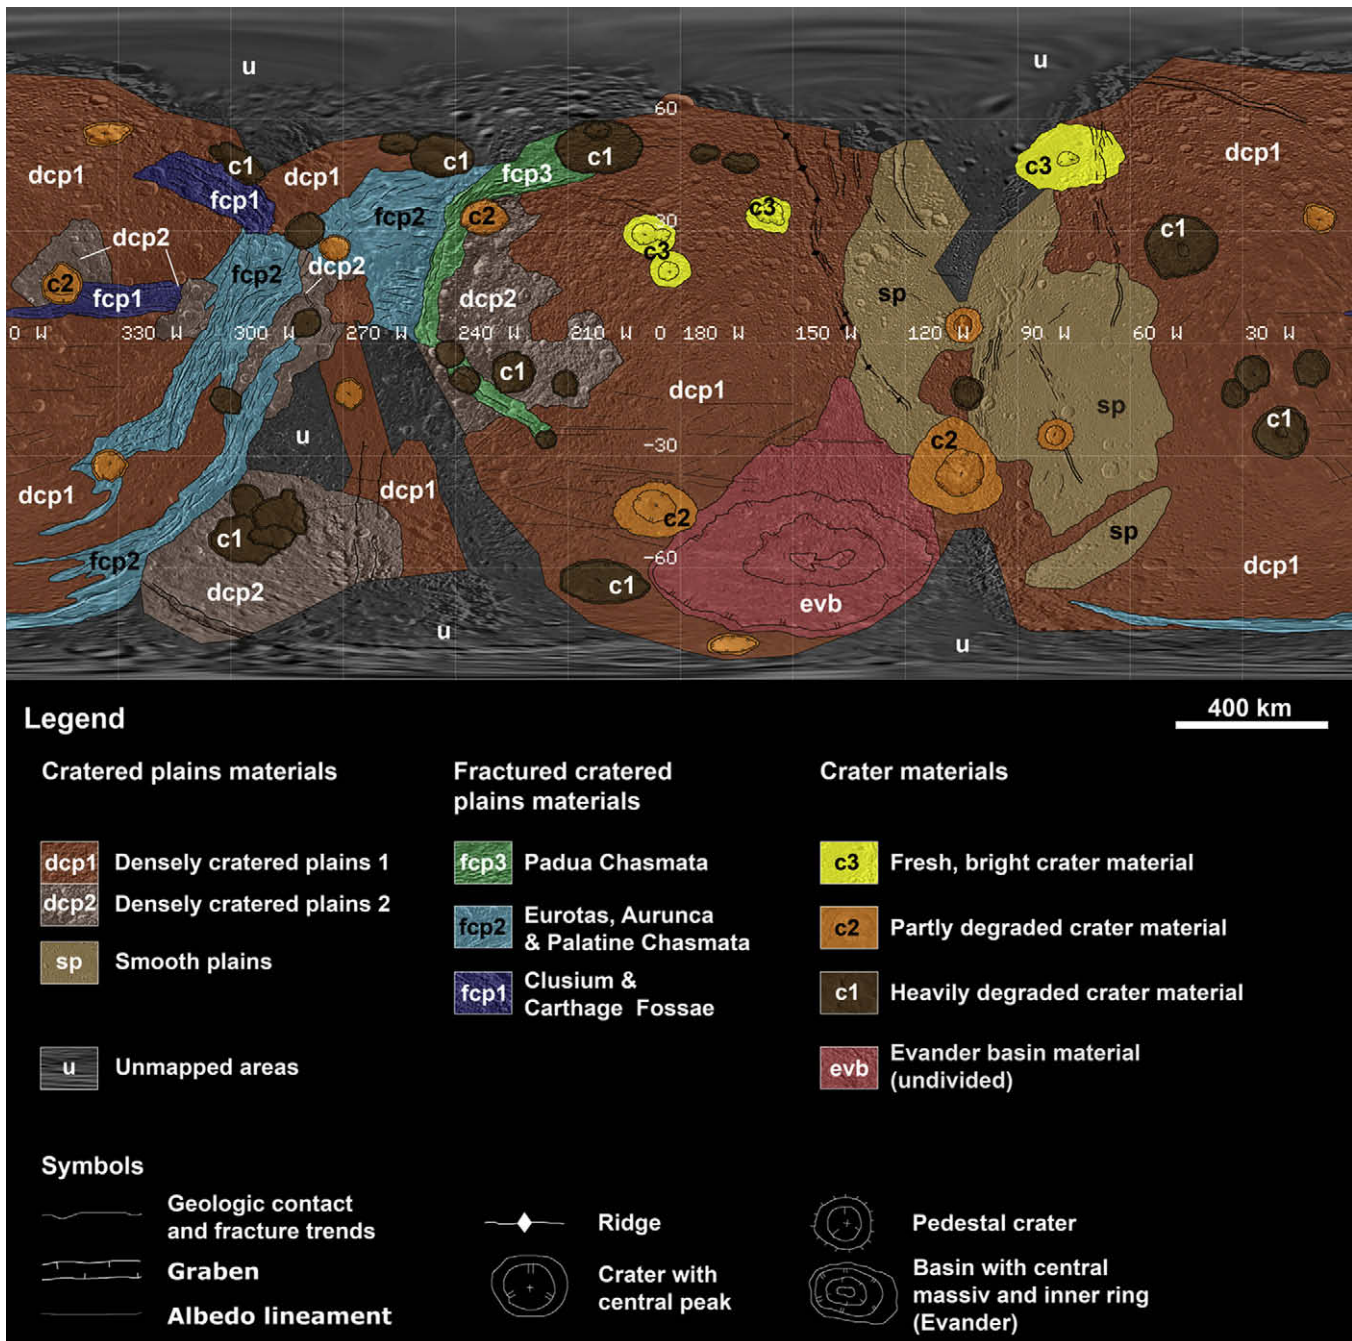 u
u
60
c1
c1
fcp3
c1
c3
dcp1
dcp1
dcp1
fcp1
fcp2
c2
c3
30
c1
dcp2
c3
fcp2
dcp2
c2
fcp1
dcp2
sp
0 W
330 W
300 W
270 W
240 W
210 W
0
180 W
150 W
120 W
90 W
60 W
30 W
c1
dcp1
sp
c1
u
-30
c2
dcp1
dcp1
c2
c1
sp
fcp2
-60
c1
dcp1
dcp2
evb
u
u
Legend
400 km
Cratered plains materials
Fractured cratered
plains materials
Crater materials
dcp1 Densely cratered plains 1
dcp2 Densely cratered plains 2
sp Smooth plains
u Unmapped areas
fcp3 Padua Chasmata
fcp2 Eurotas, Aurunca
& Palatine Chasmata
fcp1 Clusium &
Carthage Fossae
c3 Fresh, bright crater material
c2 Partly degraded crater material
c1 Heavily degraded crater material
evb Evander basin material
(undivided)
Symbols
Geologic contact
and fracture trends
Graben
Albedo lineament
Ridge
Crater with
central peak
Pedestal crater
Basin with central
massiv and inner ring
(Evander)